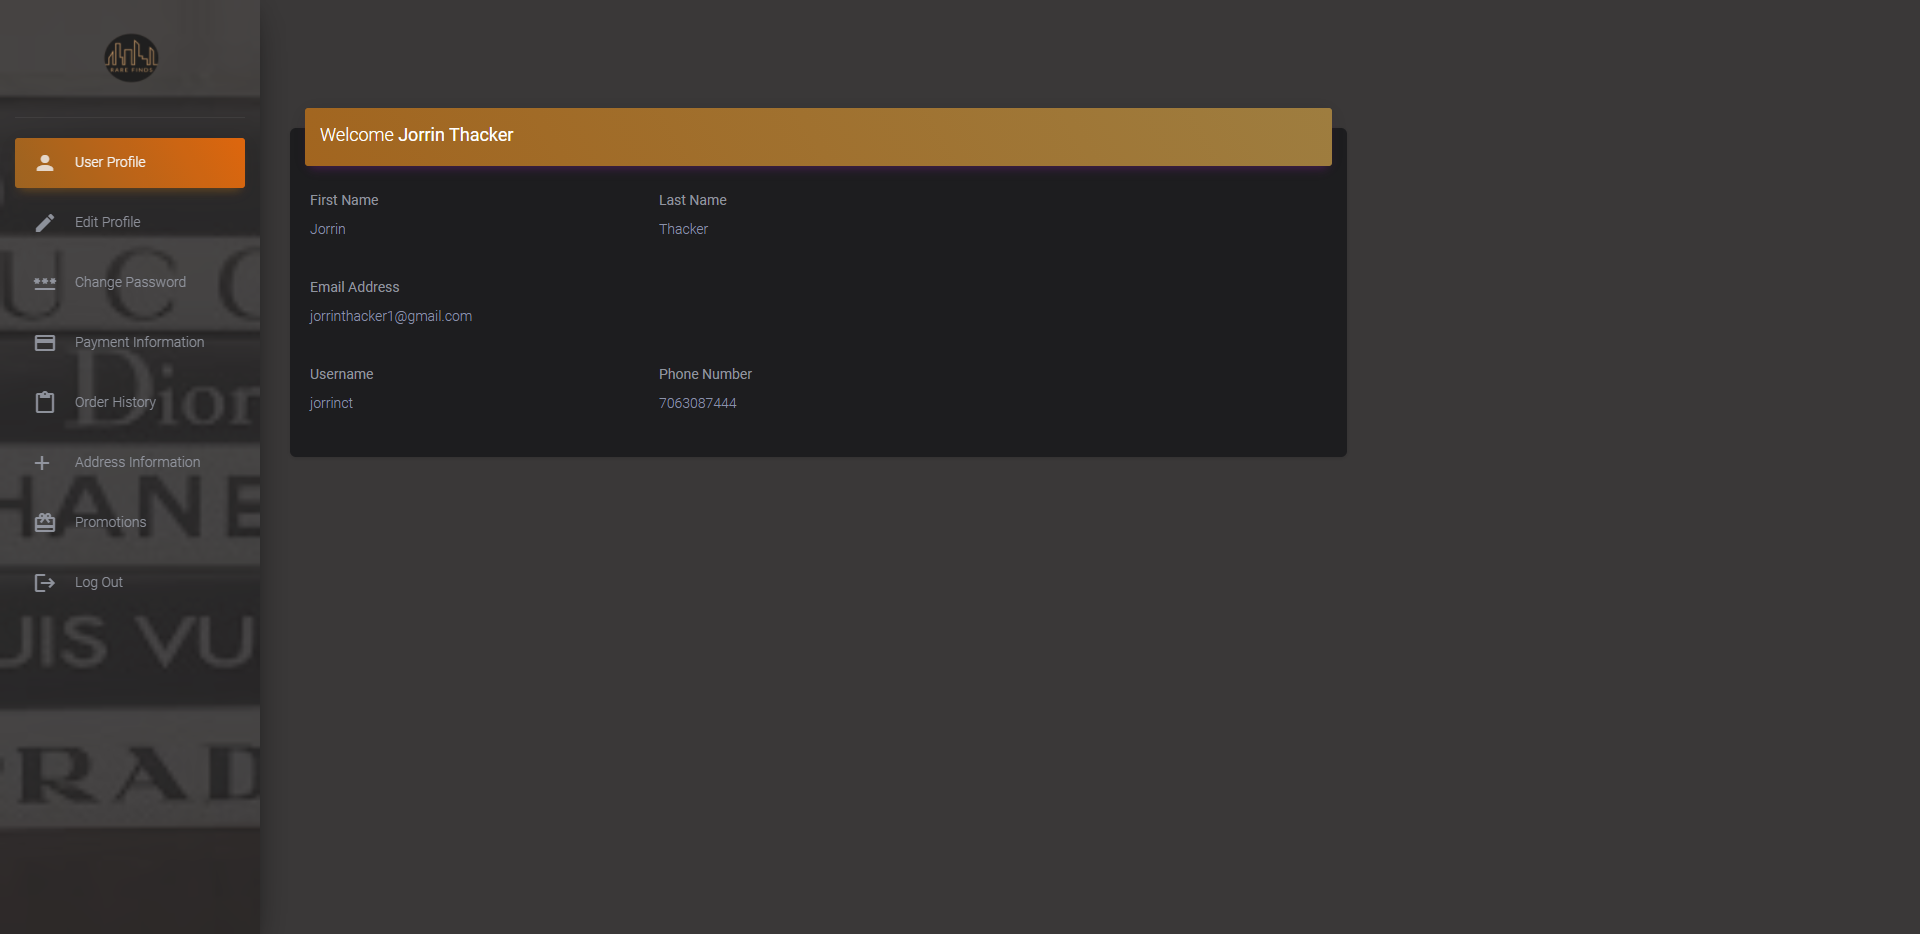 RARE FINDS
User Profile
Edit Profile
Change Password
Payment Information
Order History
Address Information
Promotions
Log Out
UCC
Dior
HANE
UIS VU
PRAD
Welcome Jorrin Thacker
First Name
Last Name
Jorrin
Thacker
Email Address
jorrinthacker1@gmail.com
Username
Phone Number
jorrinct
7063087444